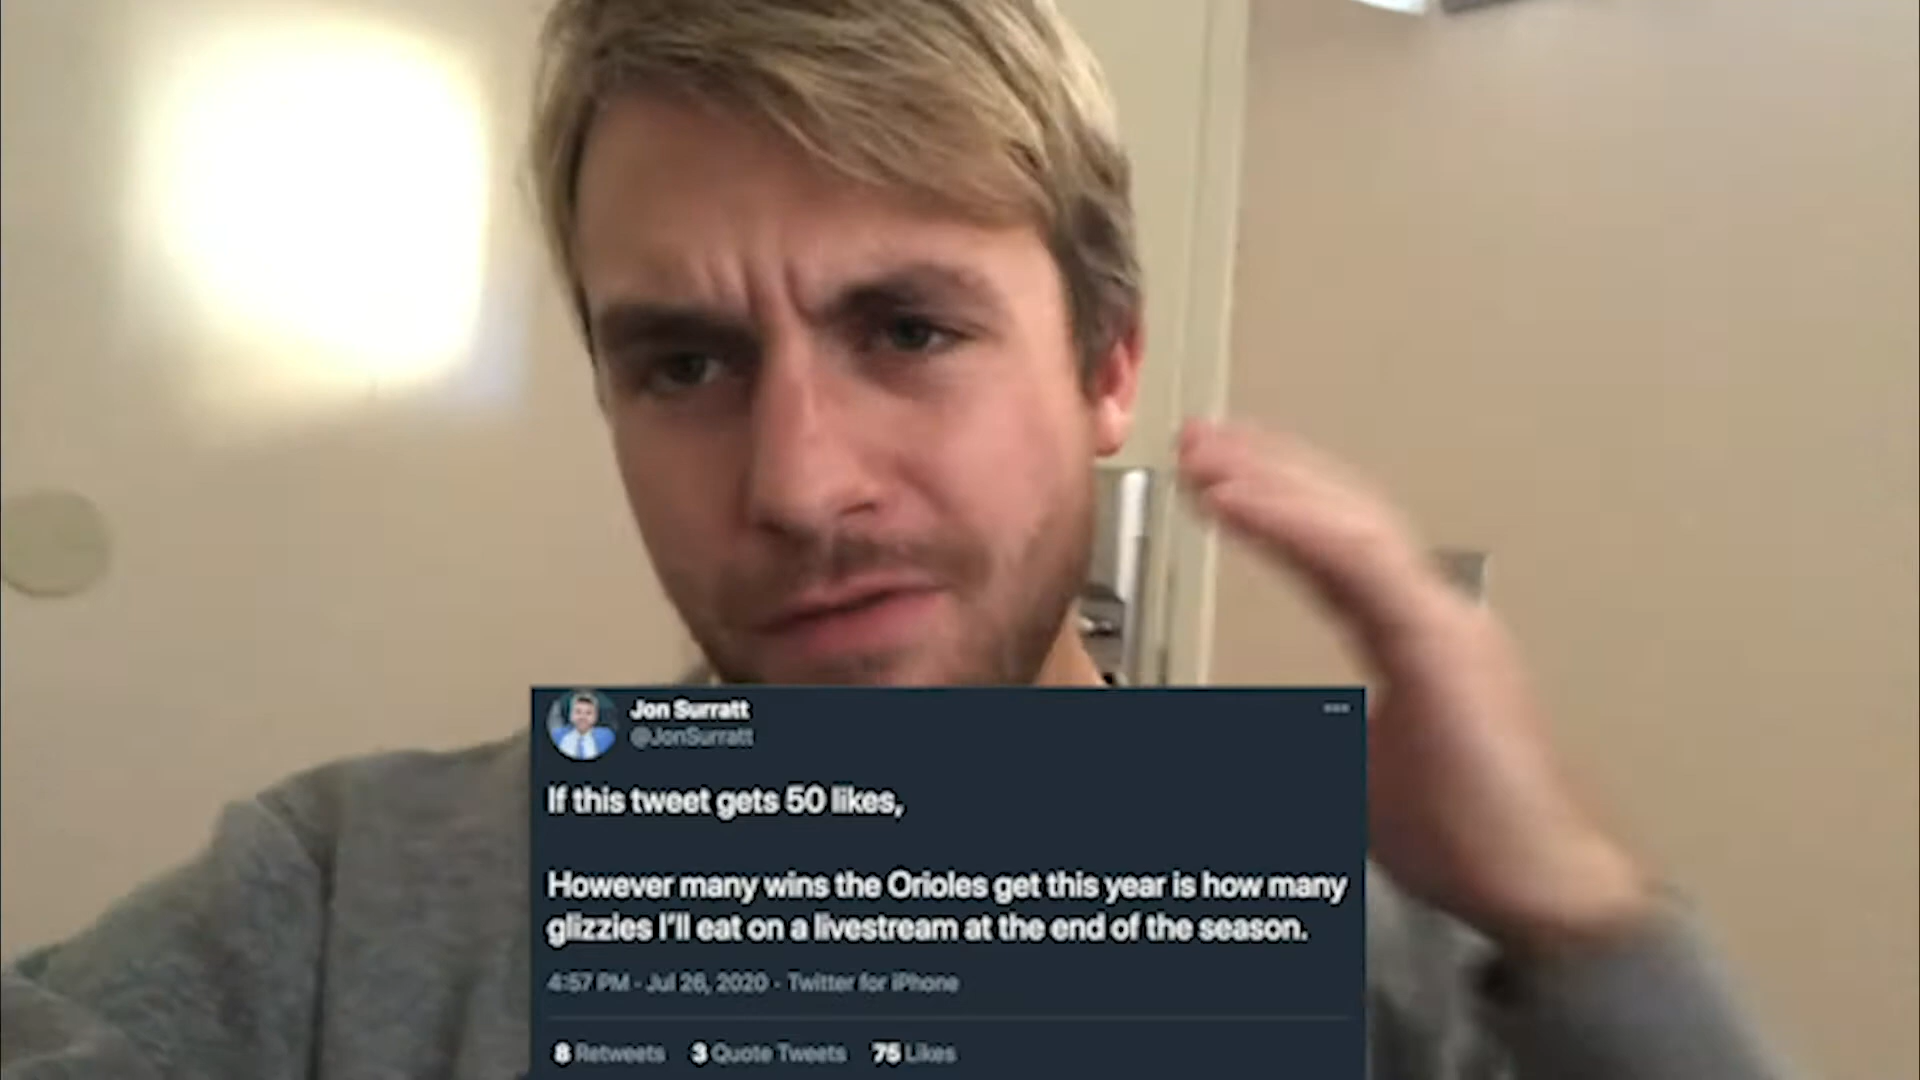 Jon Surratt
@JonSurratt
If this tweet gets 50 likes,
However many wins the Orioles get this year is how many
glizzies I'll eat on a livestream at the end of the season.
4:57 PM · Jul 26, 2020 · Twitter for iPhone
8 Retweets 3 Quote Tweets 75 Likes